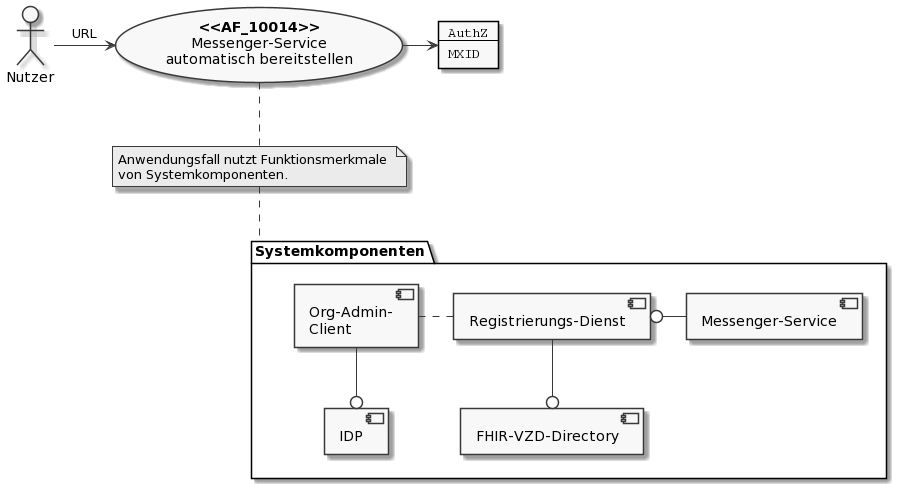 Nutzer
URL
<<AF_10014>>
Messenger-Service
automatisch bereitstellen
AuthZ
MXID
Anwendungsfall nutzt Funktionsmerkmale
von Systemkomponenten.
Systemkomponenten
Org-Admin-
Client
Registrierungs-Dienst
Messenger-Service
IDP
FHIR-VZD-Directory